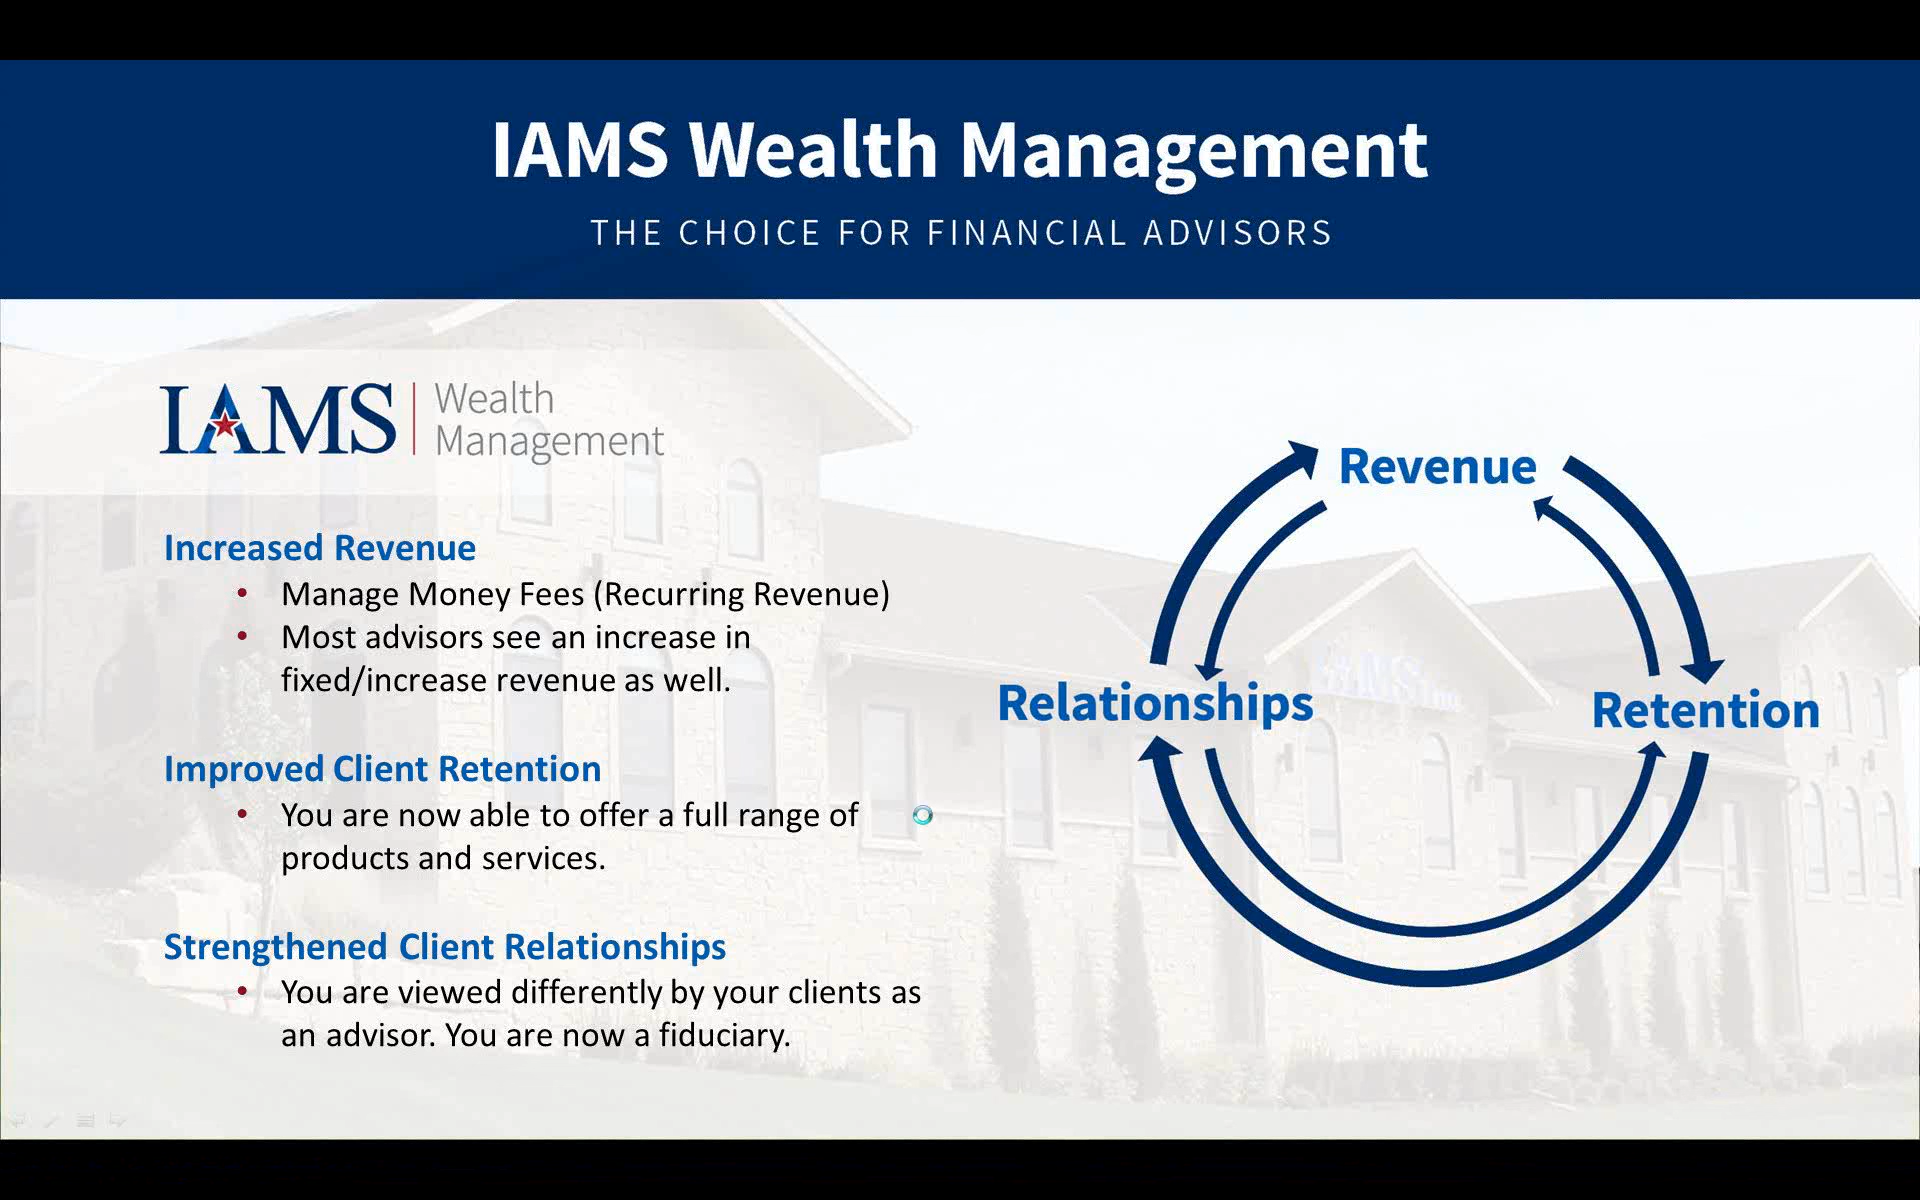 IAMS Wealth Management
THE CHOICE FOR FINANCIAL ADVISORS
IAMS | Wealth
Management
Increased Revenue
• Manage Money Fees (Recurring Revenue)
• Most advisors see an increase in
fixed/increase revenue as well.
Improved Client Retention
• You are now able to offer a full range of
products and services.
Strengthened Client Relationships
• You are viewed differently by your clients as
an advisor. You are now a fiduciary.
Revenue
Relationships
Retention
IAMS Inc